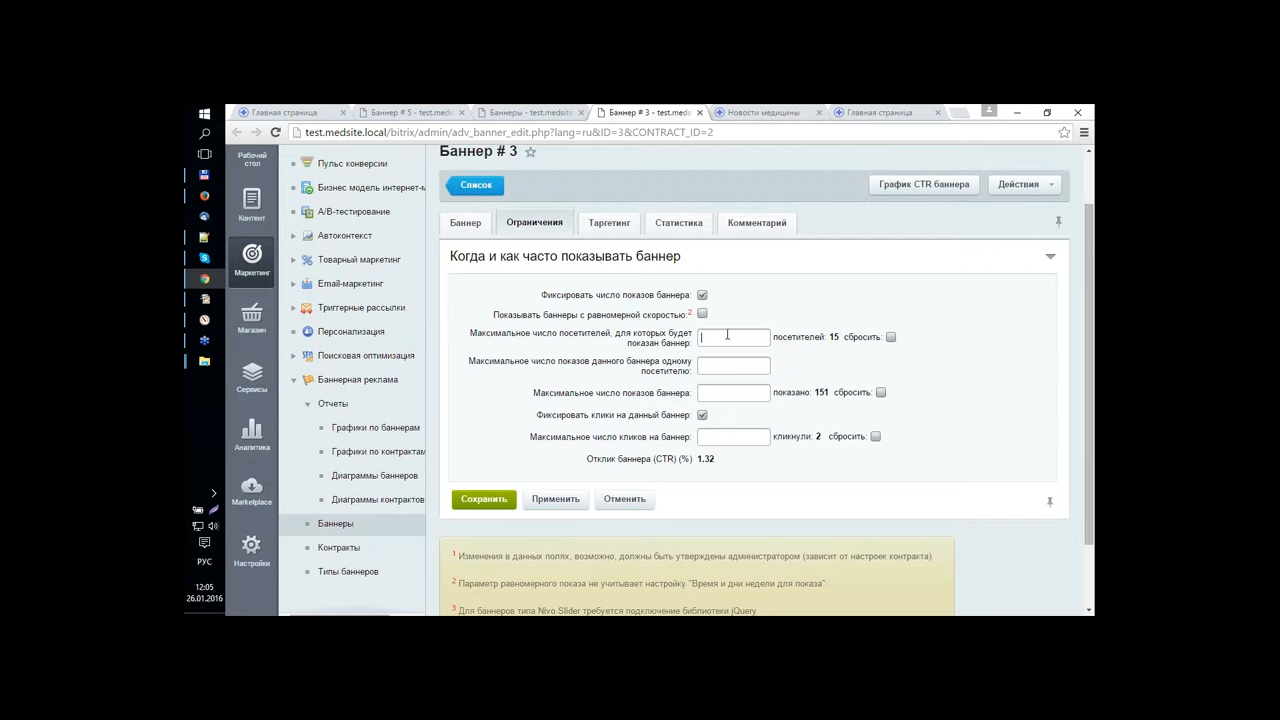 Главная страница
Баннер # 5 - test.meds
Баннеры - test.medsite
Баннер # 3 - test.meds
Новости медицины
Главная страница
test.medsite.local/bitrix/admin/adv_banner_edit.php?lang=ru&ID=3&CONTRACT_ID=2
Рабочий
стол
Контент
Маркетинг
Магазин
Сервисы
Аналитика
Marketplace
Настройки
Пульс конверсии
Бизнес модель интернет-м
A/B-тестирование
Автоконтекст
Товарный маркетинг
Email-маркетинг
Триггерные рассылки
Персонализация
Поисковая оптимизация
Баннерная реклама
Отчеты
Графики по баннерам
Графики по контрактам
Диаграммы баннеров
Диаграммы контрактов
Баннеры
Контракты
Типы баннеров
Баннер # 3
Список
График CTR баннера
Действия
Баннер
Ограничения
Таргетинг
Статистика
Комментарий
Когда и как часто показывать баннер
Фиксировать число показов баннера:
Показывать баннеры с равномерной скоростью:2
Максимальное число посетителей, для которых будет
показан баннер:
посетителей: 15 сбросить:
Максимальное число показов данного баннера одному
посетителю:
Максимальное число показов баннера:
показано: 151 сбросить:
Фиксировать клики на данный баннер:
Максимальное число кликов на баннер:
кликнули: 2 сбросить:
Отклик баннера (CTR) (%) 1.32
Сохранить
Применить
Отменить
1 Изменения в данных полях, возможно, должны быть утверждены администратором (зависит от настроек контракта).
2 Параметр равномерного показа не учитывает настройку "Время и дни недели для показа".
3 Для баннеров типа Nivo Slider требуется подключение библиотеки jQuery
РУС
12:05
26.01.2016